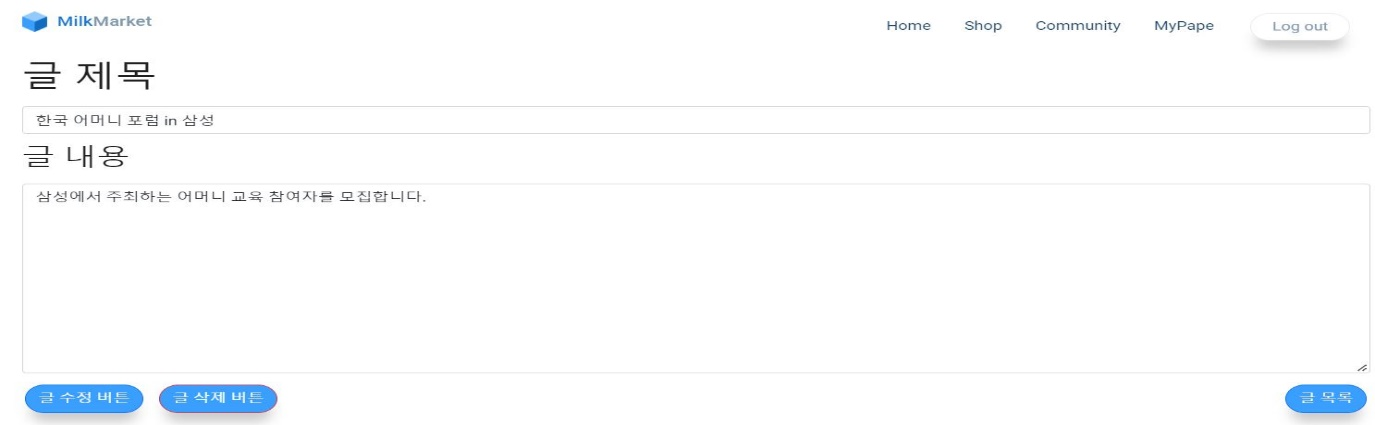 MilkMarket
Home Shop Community MyPape Log out
글 제목
한국 어머니 포럼 in 삼성
글 내용
삼성에서 주최하는 어머니 교육 참여자를 모집합니다.
글 수정 버튼 글 삭제 버튼 글 목록